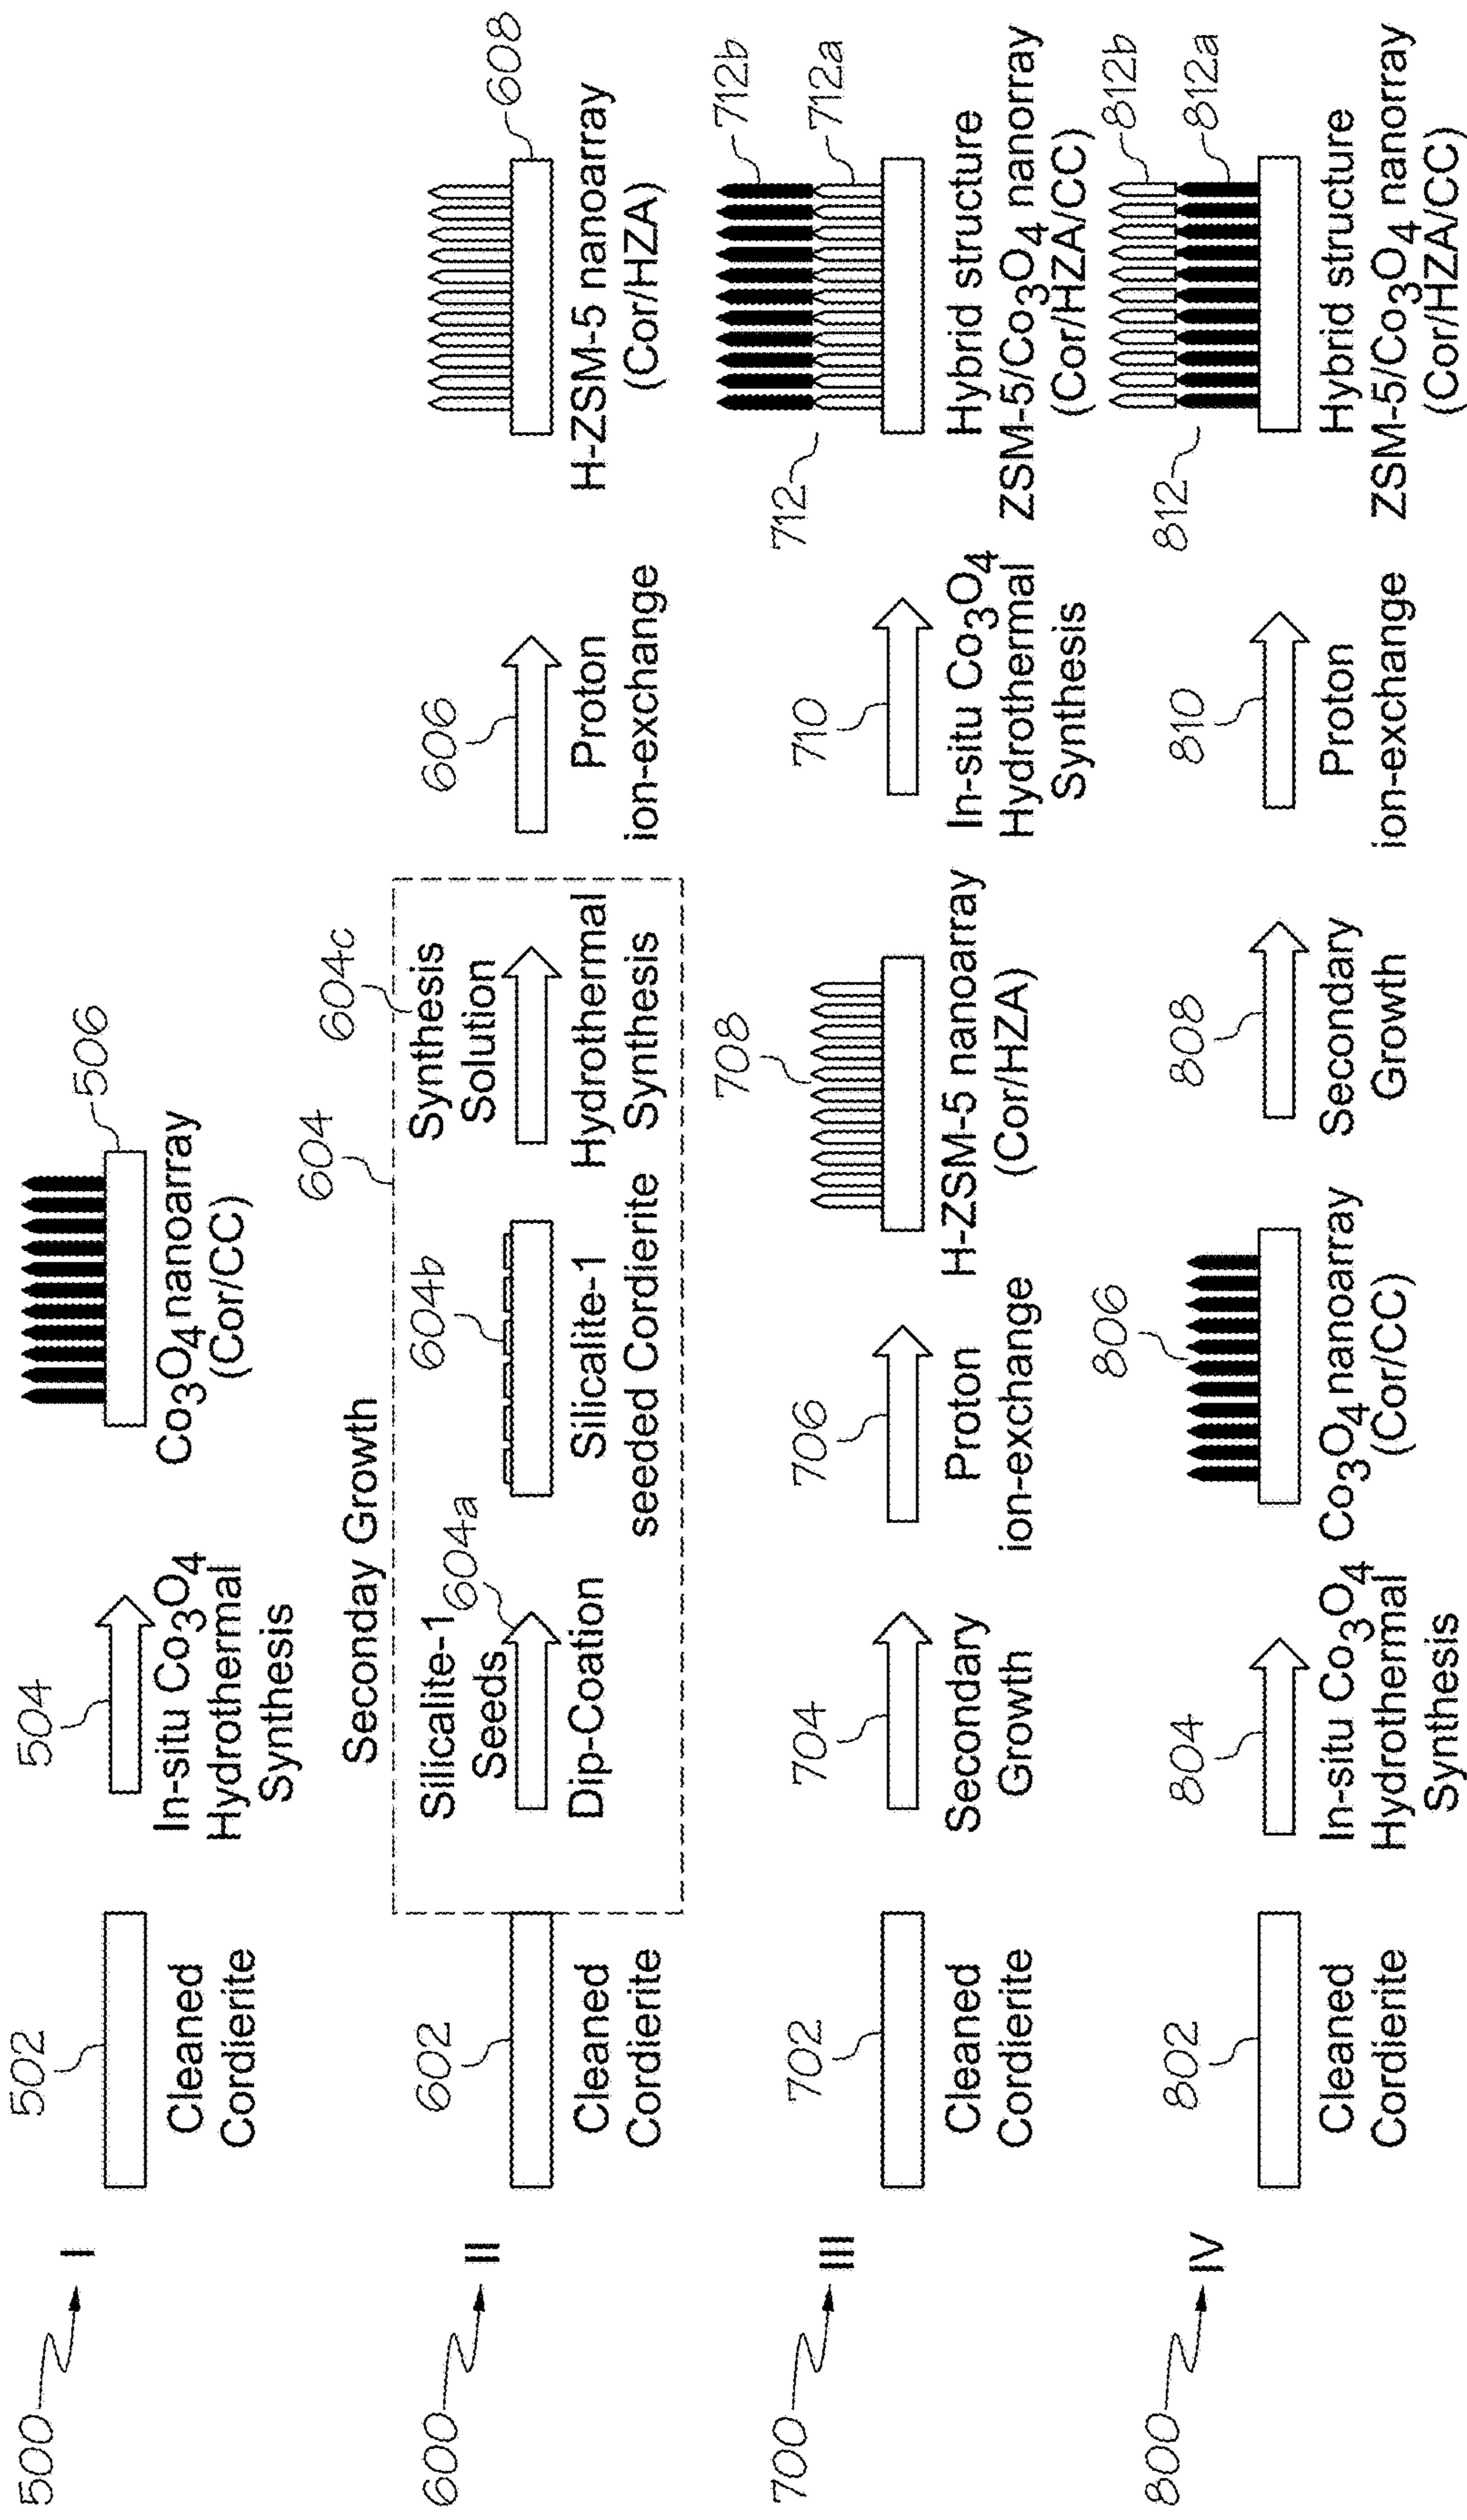 500
I
502
Cleaned
Cordierite
504
In-situ Co3O4
Hydrothermal
Synthesis
506
Co3O4 nanoarray
(Cor/CC)
600
II
602
Cleaned
Cordierite
Seconday Growth
604
Silicalite-1
Seeds
604a
Dip-Coation
604b
Silicalite-1
seeded Cordierite
604c
Synthesis
Solution
Hydrothermal
Synthesis
606
Proton
ion-exchange
608
H-ZSM-5 nanoarray
(Cor/HZA)
700
III
702
Cleaned
Cordierite
704
Secondary
Growth
706
Proton
ion-exchange
708
H-ZSM-5 nanoarray
(Cor/HZA)
710
In-situ Co3O4
Hydrothermal
Synthesis
712
712b
712a
Hybrid structure
ZSM-5/Co3O4 nanorray
(Cor/HZA/CC)
800
IV
802
Cleaned
Cordierite
804
In-situ Co3O4
Hydrothermal
Synthesis
806
Co3O4 nanoarray
(Cor/CC)
808
Secondary
Growth
810
Proton
ion-exchange
812
812b
812a
Hybrid structure
ZSM-5/Co3O4 nanorray
(Cor/HZA/CC)